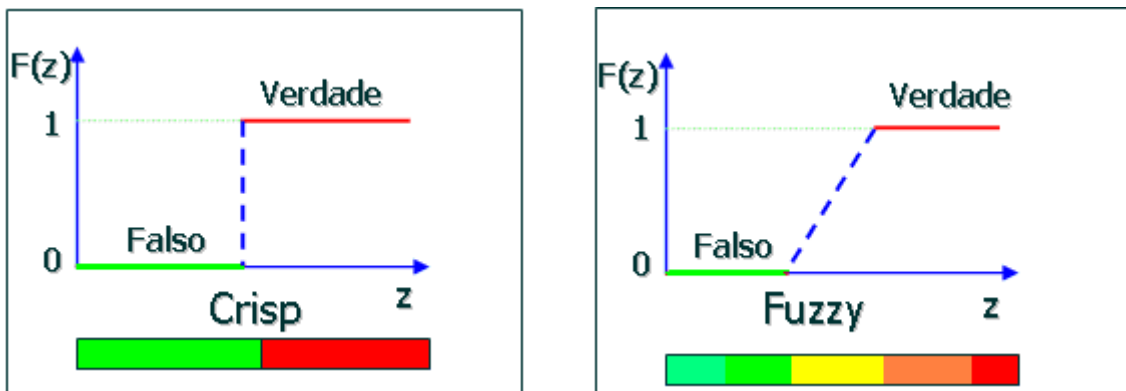 F(z)
Verdade
1
Falso
0
z
Crisp
F(z)
Verdade
1
Falso
0
z
Fuzzy